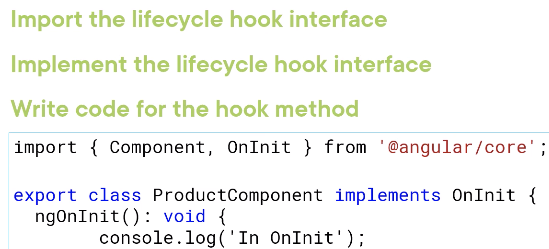 Import the lifecycle hook interface
Implement the lifecycle hook interface
Write code for the hook method
import { Component, OnInit } from '@angular/core';
export class ProductComponent implements OnInit {
ngOnInit(): void {
console.log('In OnInit');